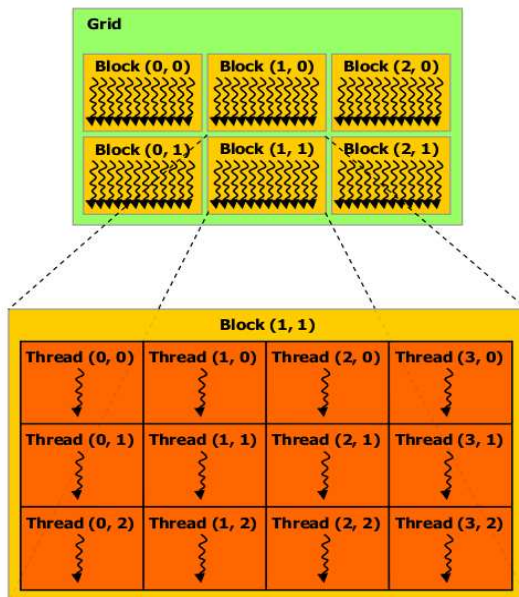 Grid
Block (0, 0) Block (1, 0) Block (2, 0)
Block (0, 1) Block (1, 1) Block (2, 1)
Block (1, 1)
Thread (0, 0) Thread (1, 0) Thread (2, 0) Thread (3, 0)
Thread (0, 1) Thread (1, 1) Thread (2, 1) Thread (3, 1)
Thread (0, 2) Thread (1, 2) Thread (2, 2) Thread (3, 2)